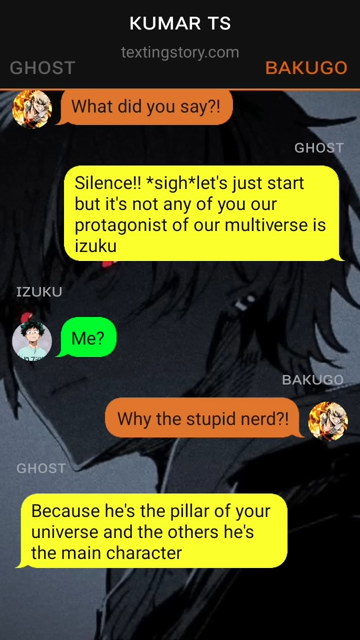 KUMAR TS
textingstory.com
GHOST
BAKUGO
What did you say?!
GHOST
Silence!! *sigh*let's just start
but it's not any of you our
protagonist of our multiverse is
izuku
IZUKU
Me?
BAKUGO
Why the stupid nerd?!
GHOST
Because he's the pillar of your
universe and the others he's
the main character